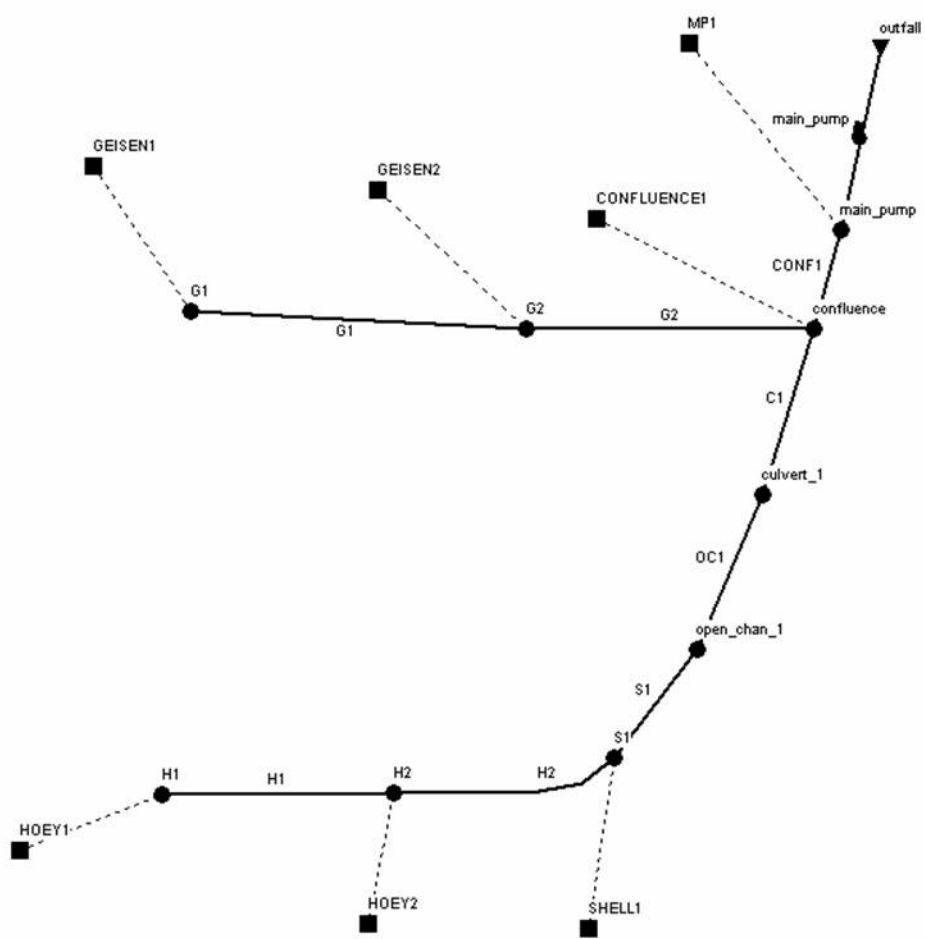 MP1
outfall
main_pump
GEISEN1
GEISEN2
CONFLUENCE1
main_pump
CONF1
G1
G2
confluence
G1
G2
C1
culvert_1
OC1
open_chan_1
S1
S1
H1
H1
H2
H2
HOEY1
HOEY2
SHELL1